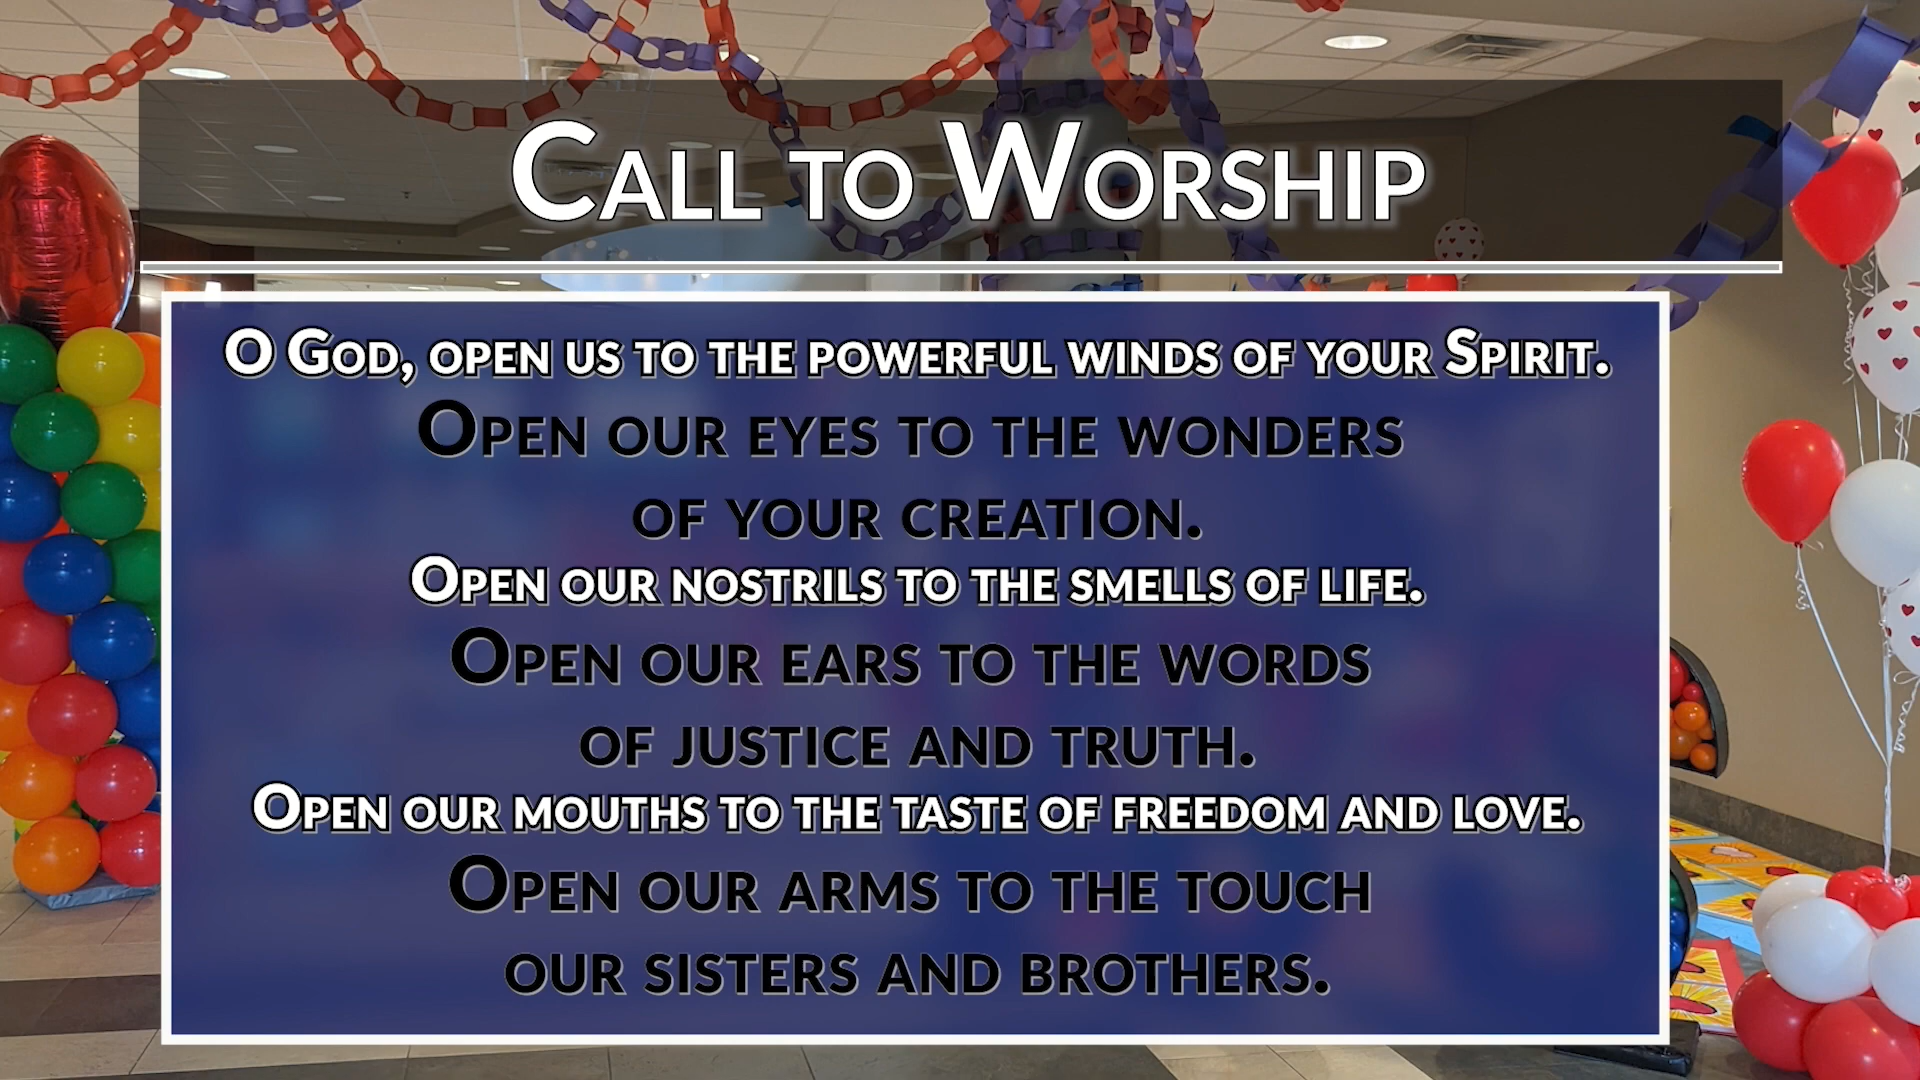 Call to Worship
O God, open us to the powerful winds of your Spirit.
Open our eyes to the wonders
of your creation.
Open our nostrils to the smells of life.
Open our ears to the words
of justice and truth.
Open our mouths to the taste of freedom and love.
Open our arms to the touch
our sisters and brothers.